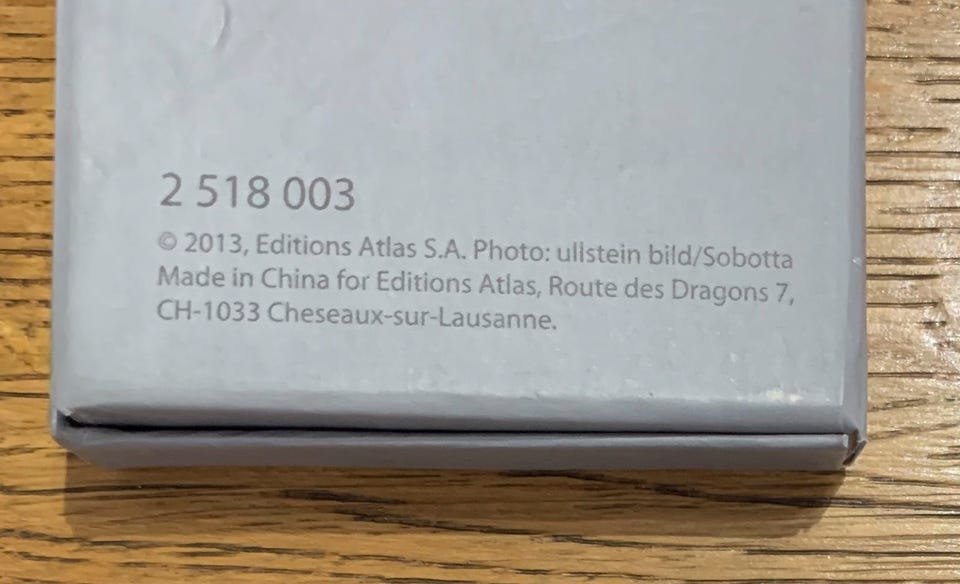 2 518 003
© 2013, Editions Atlas S.A. Photo: ullstein bild/Sobotta
Made in China for Editions Atlas, Route des Dragons 7,
CH-1033 Cheseaux-sur-Lausanne.